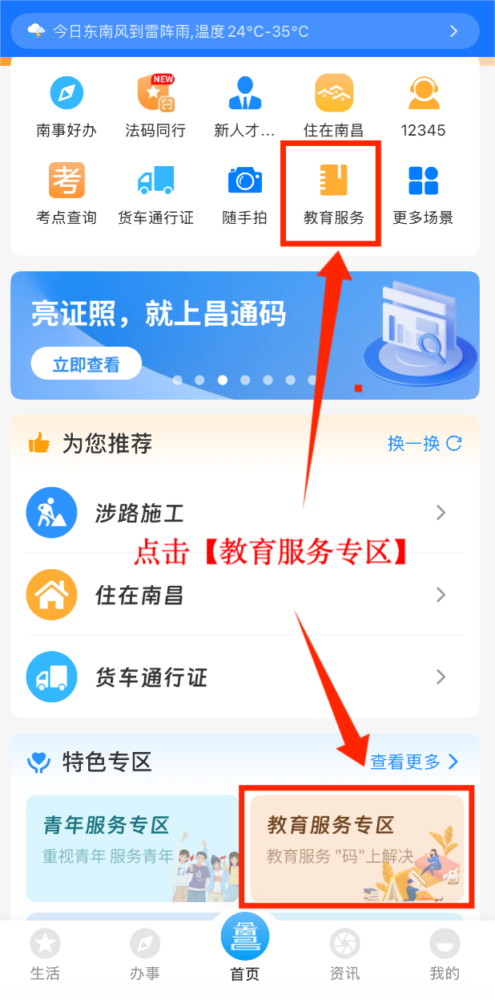 今日东南风到雷阵雨,温度24°C-35°C
南事好办
NEW
法码同行
新人才...
住在南昌
12345
考
考点查询
货车通行证
随手拍
教育服务
更多场景
亮证照，就上昌通码
立即查看
为您推荐
换一换
涉路施工
点击【教育服务专区】
住在南昌
货车通行证
特色专区
查看更多
青年服务专区
重视青年 服务青年
教育服务专区
教育服务 "码"上解决
生活
办事
首页
资讯
我的